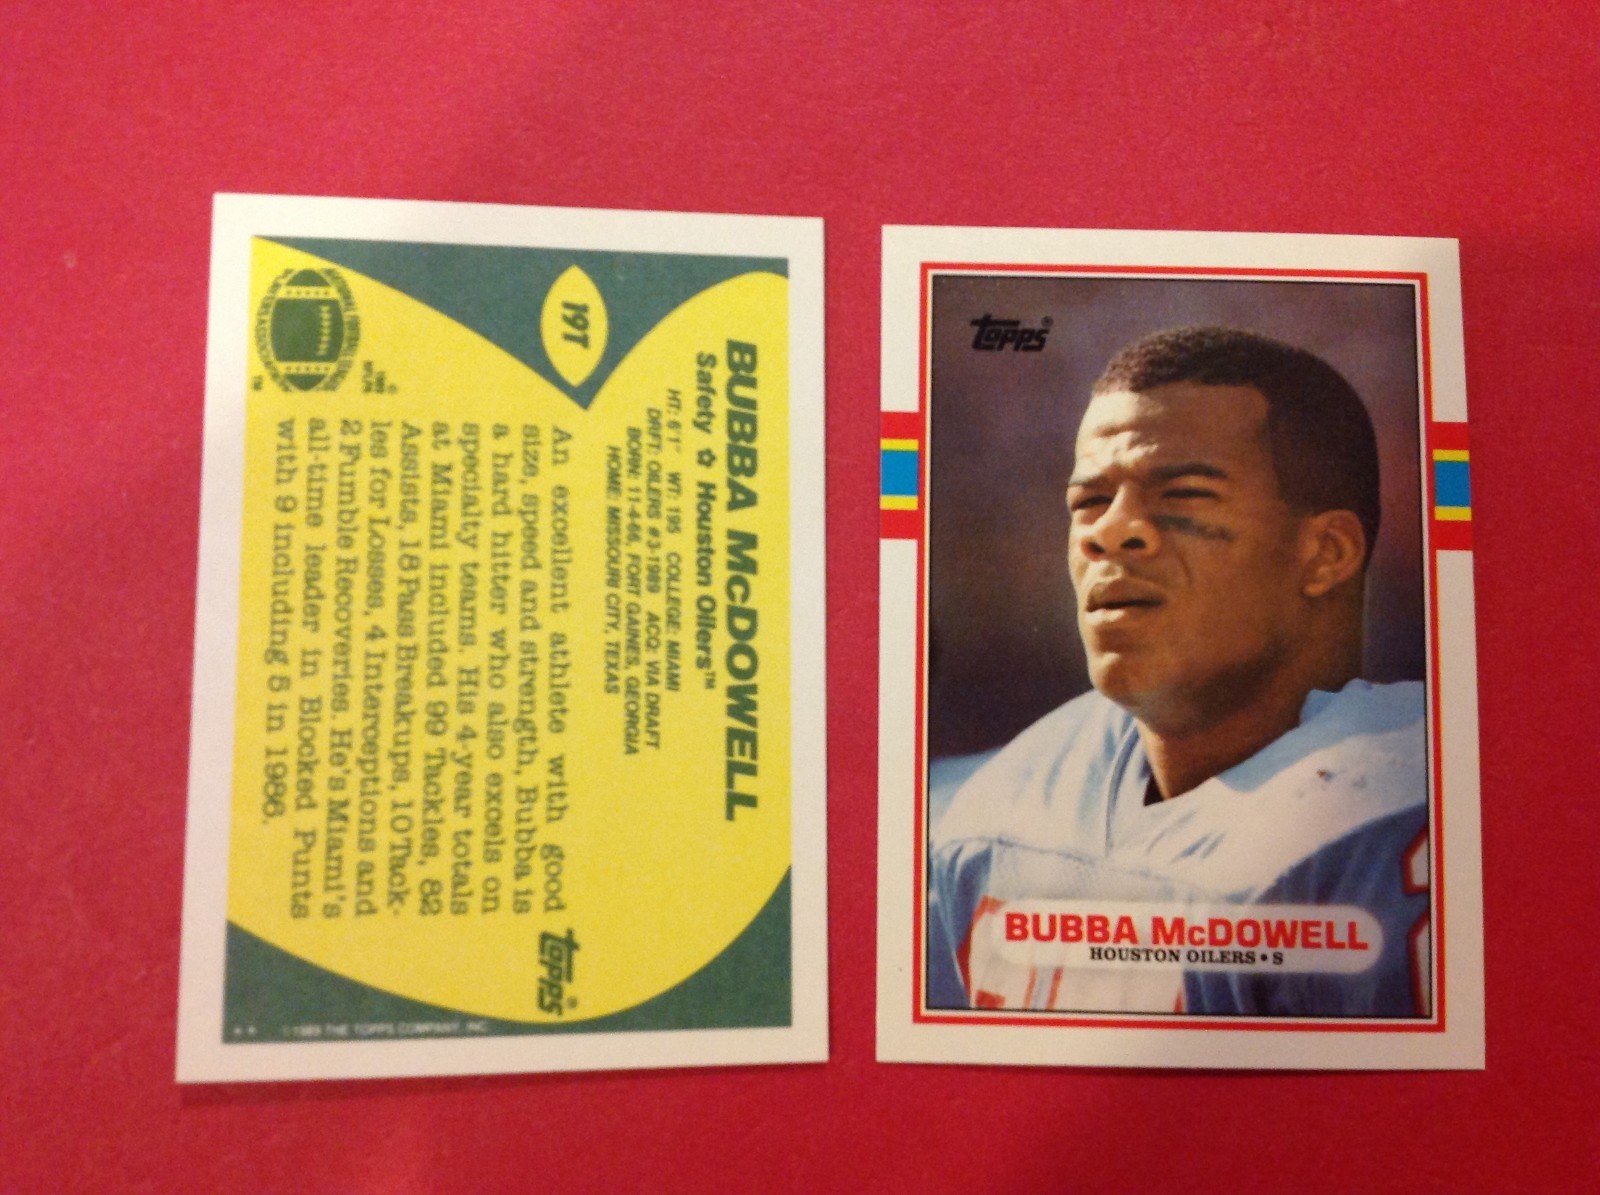 19T
BUBBA McDOWELL
Safety ✩ Houston Oilers™
HT: 6'1" WT: 195 COLLEGE: MIAMI
DRFT: OILERS #3-1989 ACQ: VIA DRAFT
BORN: 11-4-66, FORT GAINES, GEORGIA
HOME: MISSOURI CITY, TEXAS
An excellent athlete with good
size, speed and strength, Bubba is
a hard hitter who also excels on
specialty teams. His 4-year totals
at Miami included 99 Tackles, 82
Assists, 18 Pass Breakups, 10 Tack-
les for Losses, 4 Interceptions and
2 Fumble Recoveries. He's Miami's
all-time leader in Blocked Punts
with 9 including 5 in 1986.
©
1989
NFLPA
TM
Topps®
** ©1989 THE TOPPS COMPANY, INC.
Topps®
BUBBA McDOWELL
HOUSTON OILERS • S